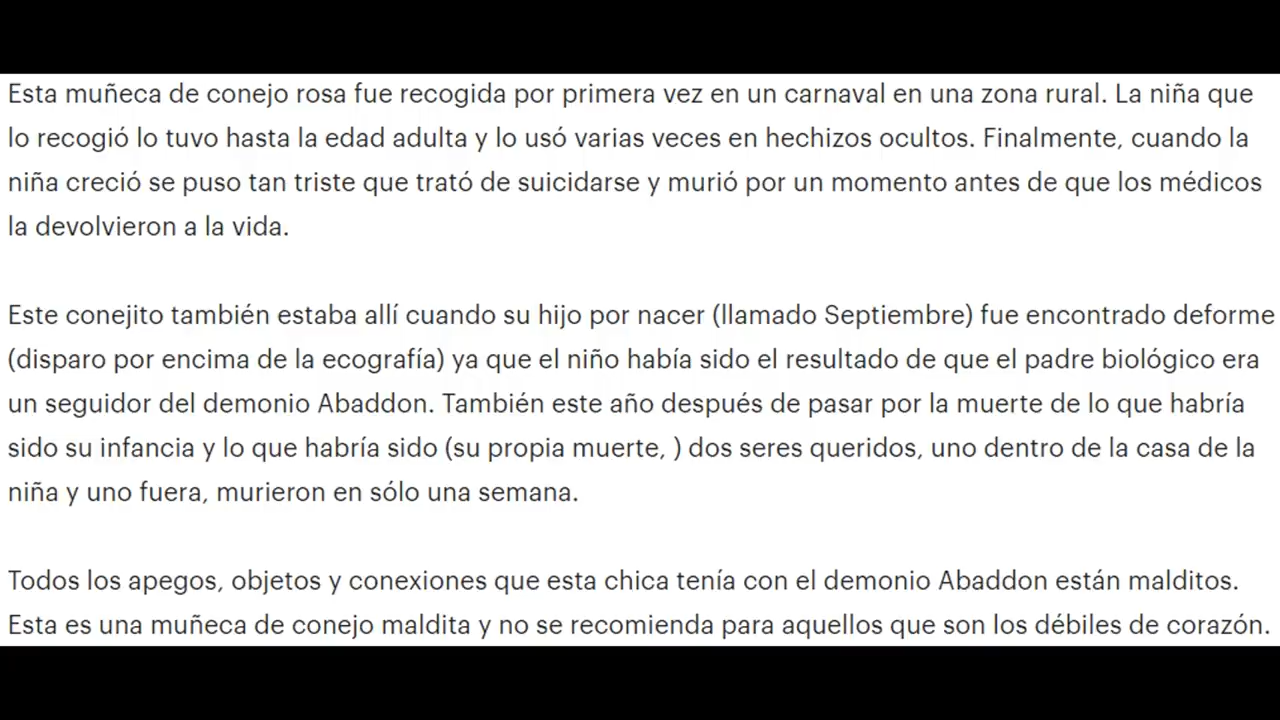 Esta muñeca de conejo rosa fue recogida por primera vez en un carnaval en una zona rural. La niña que
lo recogió lo tuvo hasta la edad adulta y lo usó varias veces en hechizos ocultos. Finalmente, cuando la
niña creció se puso tan triste que trató de suicidarse y murió por un momento antes de que los médicos
la devolvieron a la vida.
Este conejito también estaba allí cuando su hijo por nacer (llamado Septiembre) fue encontrado deforme
(disparo por encima de la ecografía) ya que el niño había sido el resultado de que el padre biológico era
un seguidor del demonio Abaddon. También este año después de pasar por la muerte de lo que habría
sido su infancia y lo que habría sido (su propia muerte, ) dos seres queridos, uno dentro de la casa de la
niña y uno fuera, murieron en sólo una semana.
Todos los apegos, objetos y conexiones que esta chica tenía con el demonio Abaddon están malditos.
Esta es una muñeca de conejo maldita y no se recomienda para aquellos que son los débiles de corazón.